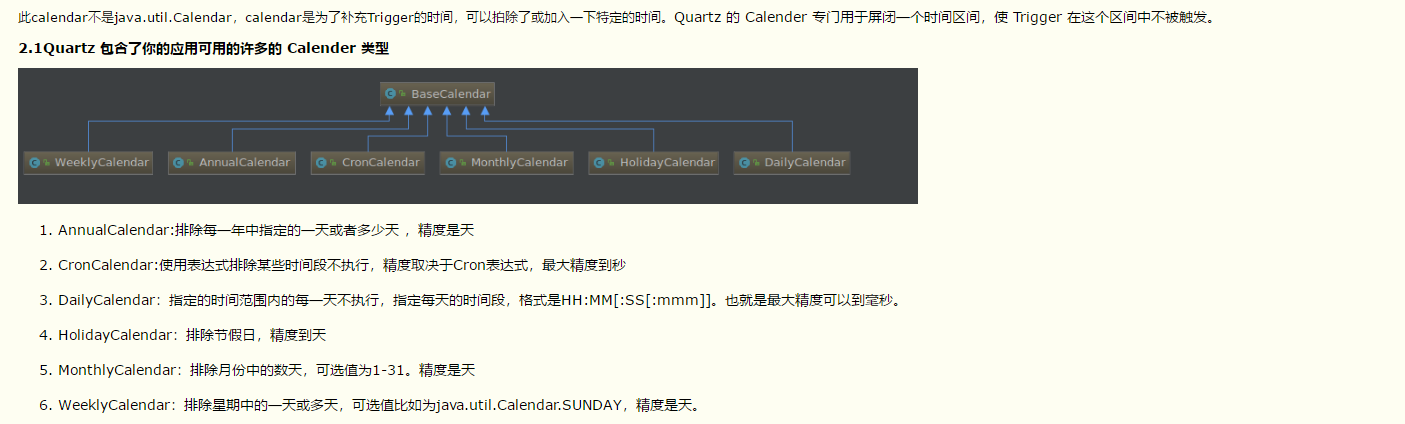 此calendar不是java.util.Calendar，calendar是为了补充Trigger的时间，可以拍除了或加入一下特定的时间。Quartz 的 Calender 专门用于屏闭一个时间区间，使 Trigger 在这个区间中不被触发。
2.1Quartz 包含了你的应用可用的许多的 Calender 类型
BaseCalendar
WeeklyCalendar AnnualCalendar CronCalendar MonthlyCalendar HolidayCalendar DailyCalendar
1. AnnualCalendar:排除每一年中指定的一天或者多少天 ，精度是天
2. CronCalendar:使用表达式排除某些时间段不执行，精度取决于Cron表达式，最大精度到秒
3. DailyCalendar：指定的时间范围内的每一天不执行，指定每天的时间段，格式是HH:MM[:SS[:mmm]]。也就是最大精度可以到毫秒。
4. HolidayCalendar：排除节假日，精度到天
5. MonthlyCalendar：排除月份中的数天，可选值为1-31。精度是天
6. WeeklyCalendar：排除星期中的一天或多天，可选值比如为java.util.Calendar.SUNDAY，精度是天。